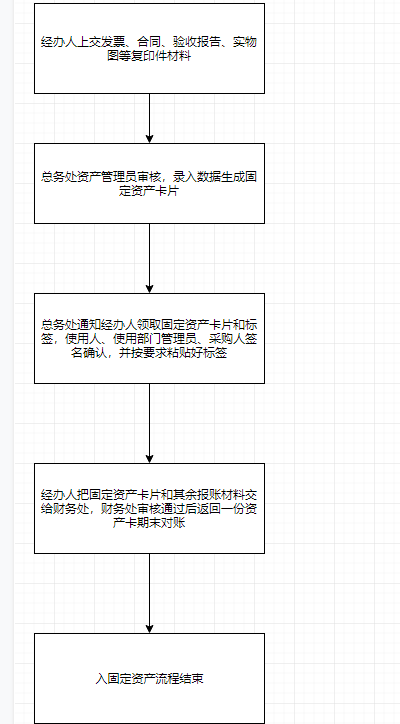 经办人上交发票、合同、验收报告、实物
图等复印件材料
总务处资产管理员审核，录入数据生成固
定资产卡片
总务处通知经办人领取固定资产卡片和标
签，使用人、使用部门管理员、采购人签
名确认，并按要求粘贴好标签
经办人把固定资产卡片和其余报账材料交
给财务处，财务处审核通过后返回一份资
产卡期末对账
入固定资产流程结束